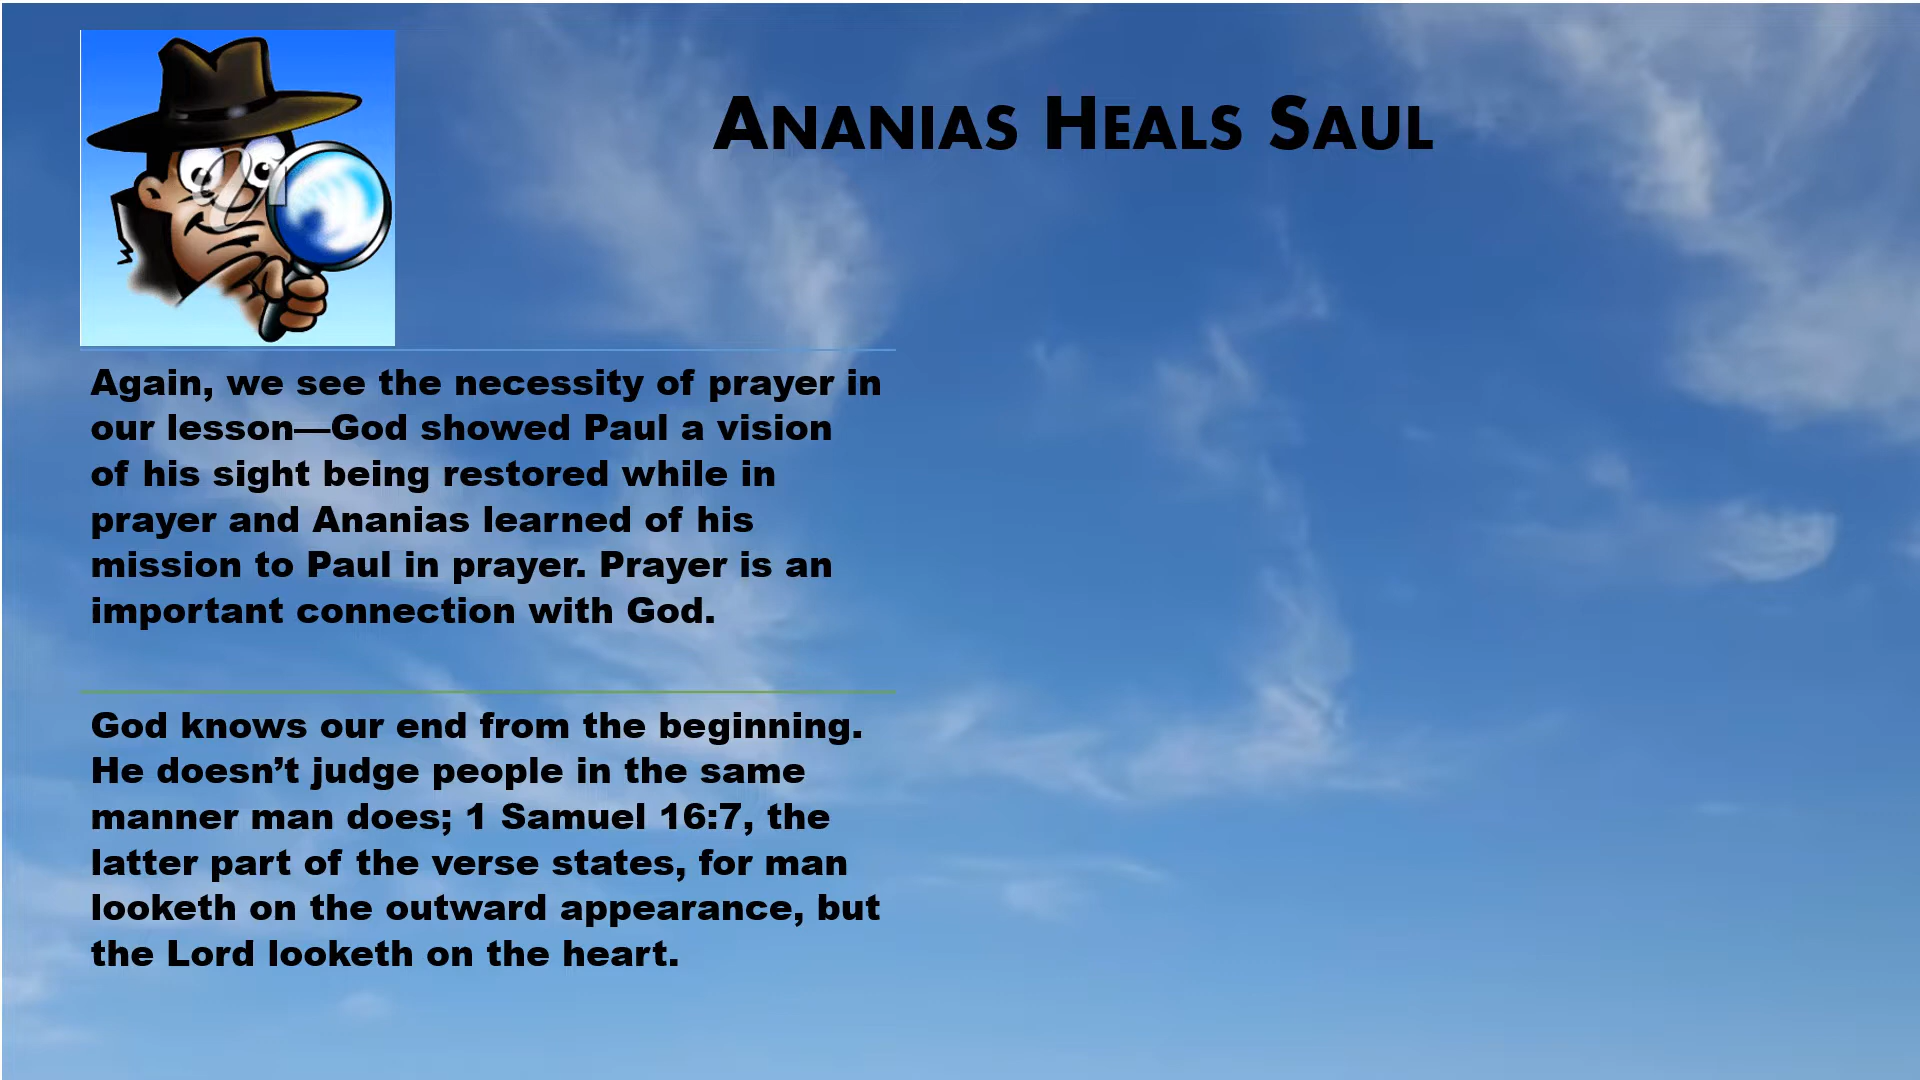 ANANIAS HEALS SAUL
Again, we see the necessity of prayer in
our lesson—God showed Paul a vision
of his sight being restored while in
prayer and Ananias learned of his
mission to Paul in prayer. Prayer is an
important connection with God.
God knows our end from the beginning.
He doesn’t judge people in the same
manner man does; 1 Samuel 16:7, the
latter part of the verse states, for man
looketh on the outward appearance, but
the Lord looketh on the heart.